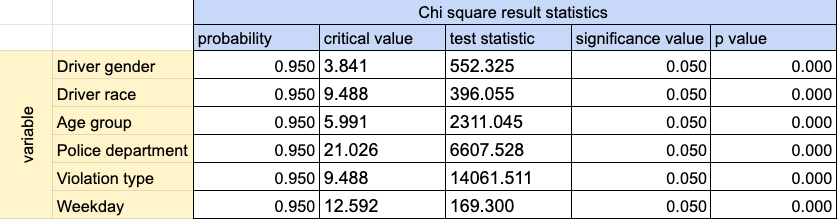 Chi square result statistics
probability critical value test statistic significance value p value
variable
Driver gender 0.950 3.841 552.325 0.050 0.000
Driver race 0.950 9.488 396.055 0.050 0.000
Age group 0.950 5.991 2311.045 0.050 0.000
Police department 0.950 21.026 6607.528 0.050 0.000
Violation type 0.950 9.488 14061.511 0.050 0.000
Weekday 0.950 12.592 169.300 0.050 0.000